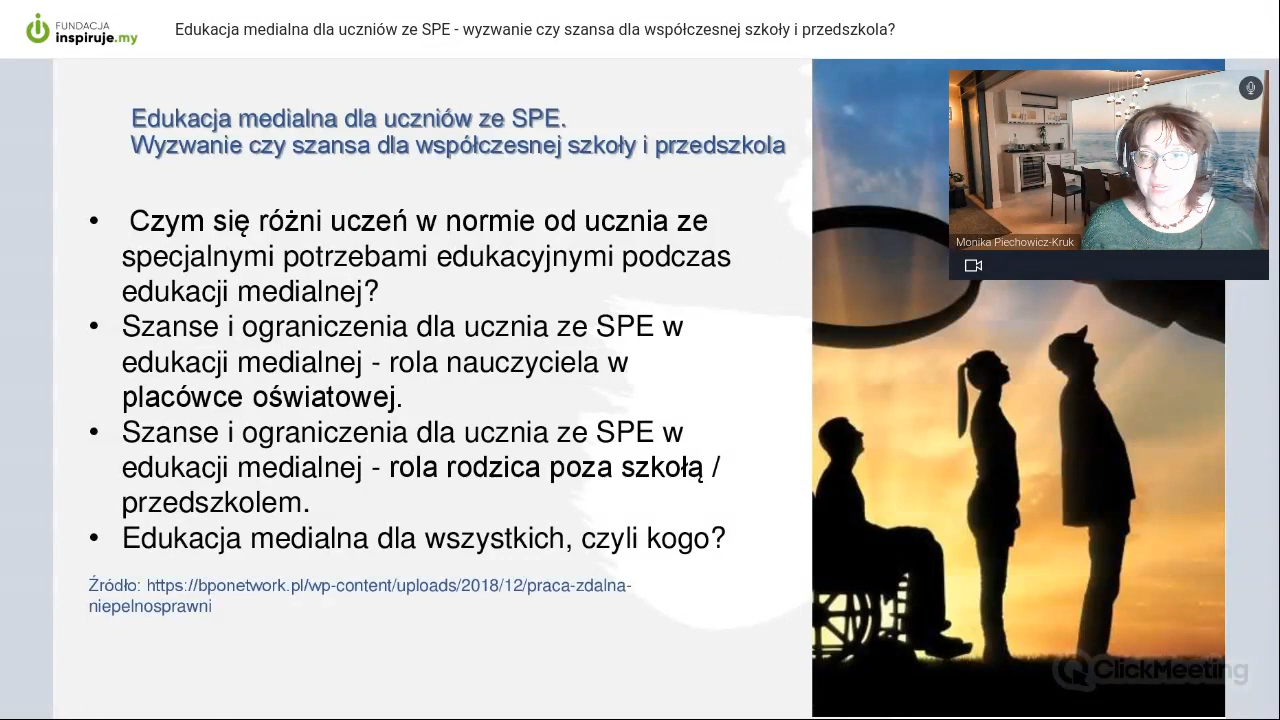 FUNDACJA
inspiruje.my
Edukacja medialna dla uczniów ze SPE - wyzwanie czy szansa dla współczesnej szkoły i przedszkola?
Edukacja medialna dla uczniów ze SPE.
Wyzwanie czy szansa dla współczesnej szkoły i przedszkola
• Czym się różni uczeń w normie od ucznia ze
specjalnymi potrzebami edukacyjnymi podczas
edukacji medialnej?
• Szanse i ograniczenia dla ucznia ze SPE w
edukacji medialnej - rola nauczyciela w
placówce oświatowej.
• Szanse i ograniczenia dla ucznia ze SPE w
edukacji medialnej - rola rodzica poza szkołą /
przedszkolem.
• Edukacja medialna dla wszystkich, czyli kogo?
Źródło: https://bponetwork.pl/wp-content/uploads/2018/12/praca-zdalna-
niepelnosprawni
Monika Piechowicz-Kruk
ClickMeeting